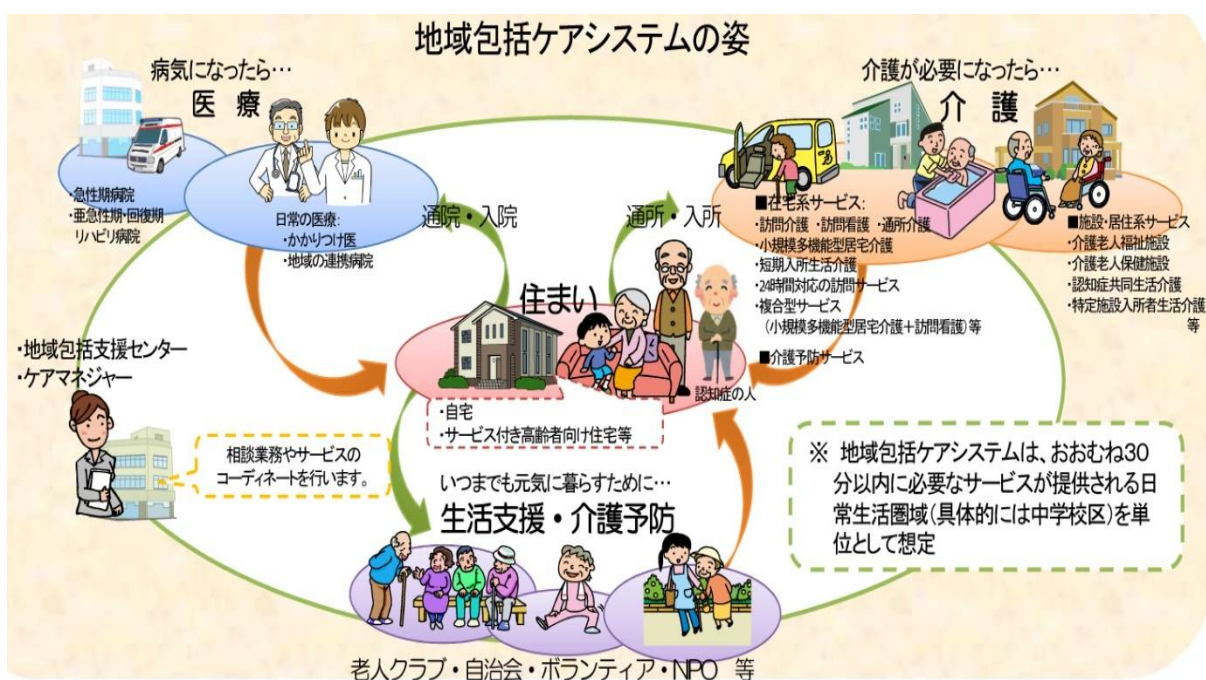 地域包括ケアシステムの姿
病気になったら…
医 療
・急性期病院
・亜急性期・回復期
リハビリ病院
日常の医療:
・かかりつけ医
・地域の連携病院
通院・入院
通所・入所
介護が必要になったら…
介 護
■在宅系サービス:
・訪問介護 ・訪問看護 ・通所介護
・小規模多機能型居宅介護
・短期入所生活介護
・24時間対応の訪問サービス
・複合型サービス
(小規模多機能型居宅介護+訪問看護)等
■介護予防サービス
■施設・居住系サービス
・介護老人福祉施設
・介護老人保健施設
・認知症共同生活介護
・特定施設入所者生活介護
等
住まい
認知症の人
・自宅
・サービス付き高齢者向け住宅等
・地域包括支援センター
・ケアマネジャー
相談業務やサービスの
コーディネートを行います。
いつまでも元気に暮らすために…
生活支援・介護予防
老人クラブ・自治会・ボランティア・NPO 等
※ 地域包括ケアシステムは、おおむね30
分以内に必要なサービスが提供される日
常生活圏域(具体的には中学校区)を単
位として想定